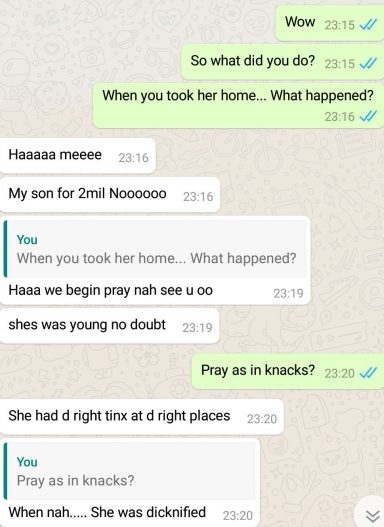 Wow 23:15
So what did you do? 23:15
When you took her home... What happened?
23:16
Haaaaa meeee 23:16
My son for 2mil Noooooo 23:16
You
When you took her home... What happened?
Haaa we begin pray nah see u oo
23:19
shes was young no doubt 23:19
Pray as in knacks? 23:20
She had d right tinx at d right places 23:20
You
Pray as in knacks?
When nah..... She was dicknified 23:20